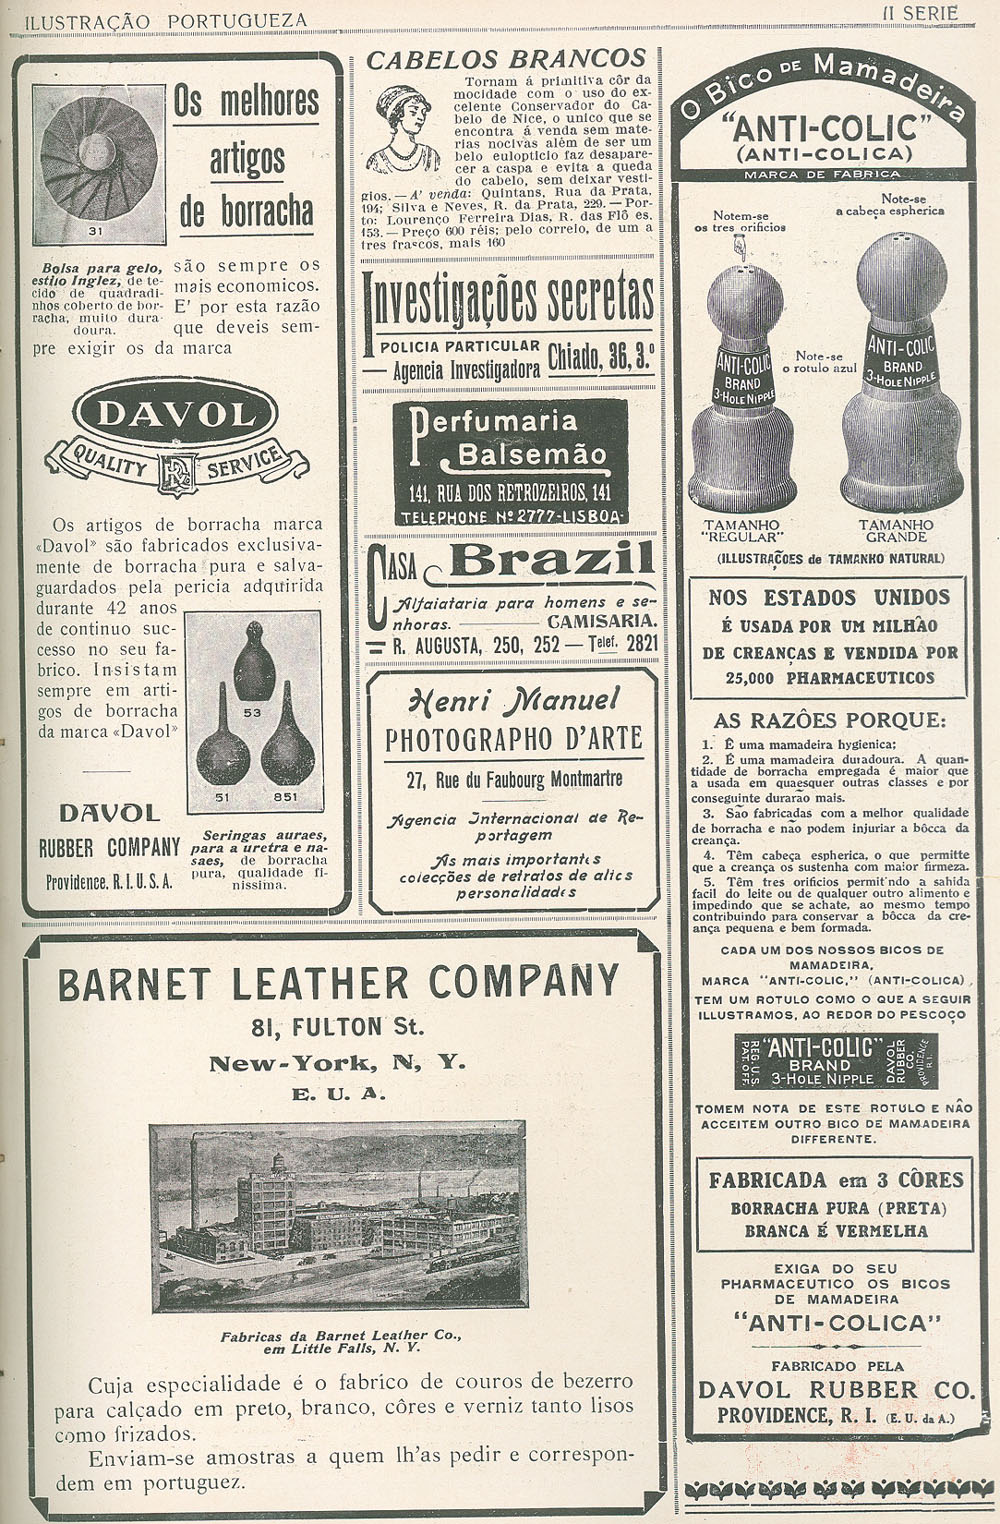 ILUSTRAÇÃO PORTUGUEZA
II SERIE
Os melhores
artigos
de borracha
31
Bolsa para gelo,
estilo Inglez, de te-
cido de quadradi-
nhos coberto de bor-
racha, muito dura-
doura.
são sempre os
mais economicos.
E' por esta razão
que deveis sem-
pre exigir os da marca
DAVOL
QUALITY DR SERVICE
Os artigos de borracha marca
«Davol» são fabricados exclusiva-
mente de borracha pura e salva-
guardados pela pericia adquirida
durante 42 anos
de continuo suc-
cesso no seu fa-
brico. Insistam
sempre em arti-
gos de borracha
da marca «Davol»
53
51
851
DAVOL
RUBBER COMPANY
Providence. R. I. U. S. A.
Seringas auraes,
para a uretra e na-
saes, de borracha
pura, qualidade fi-
nissima.
CABELOS BRANCOS
Tornam á primitiva côr da
mocidade com o uso do ex-
celente Conservador do Ca-
belo de Nice, o unico que se
encontra á venda sem mate-
rias nocivas além de ser um
belo eulopticio faz desapare-
cer a caspa e evita a queda
do cabelo, sem deixar vesti-
gios.—A' venda: Quintans, Rua da Prata,
194; Silva e Neves, R. da Prata, 229.—Por-
to: Lourenço Ferreira Dias, R. das Flô es.
153.—Preço 600 réis; pelo correio, de um a
tres frascos, mais 160
Investigações secretas
POLICIA PARTICULAR
— Agencia Investigadora
Chiado, 36, 3.º
Perfumaria
Balsemão
141, RUA DOS RETROZEIROS, 141
TELEPHONE Nº 2777-LISBOA
CASA Brazil
Alfaiataria para homens e se-
nhoras. — CAMISARIA.
= R. AUGUSTA, 250, 252 — Telef. 2821
Henri Manuel
PHOTOGRAPHO D'ARTE
27, Rue du Faubourg Montmartre
Agencia Internacional de Re-
portagem
As mais importantes
colecções de retratos de altcs
personalidades
O Bico DE Mamadeira
"ANTI-COLIC"
(ANTI-COLICA)
MARCA DE FABRICA
Notem-se
os tres orificios
Note-se
a cabeça espherica
ANTI-COLIC
BRAND
3-HOLE NIPPLE
Note-se
o rotulo azul
ANTI-COLIC
BRAND
3-HOLE NIPPLE
TAMANHO
"REGULAR"
TAMANHO
GRANDE
(ILLUSTRAÇOES de TAMANHO NATURAL)
NOS ESTADOS UNIDOS
É USADA POR UM MILHÃO
DE CREANÇAS E VENDIDA POR
25,000 PHARMACEUTICOS
AS RAZÕES PORQUE:
1. É uma mamadeira hygienica;
2. É uma mamadeira duradoura. A quan-
tidade de borracha empregada é maior que
a usada em quaesquer outras classes e por
conseguinte durarão mais.
3. São fabricadas com a melhor qualidade
de borracha e não podem injuriar a bôcca da
creança.
4. Têm cabeça espherica, o que permitte
que a creança os sustenha com maior firmeza.
5. Têm tres orificios permit'ndo a sahida
facil do leite ou de qualquer outro alimento e
impedindo que se achate, ao mesmo tempo
contribuindo para conservar a bôcca da cre-
ança pequena e bem formada.
CADA UM DOS NOSSOS BICOS DE
MAMADEIRA,
MARCA "ANTI-COLIC," (ANTI-COLICA),
TEM UM ROTULO COMO O QUE A SEGUIR
ILLUSTRAMOS, AO REDOR DO PESCOÇO
REG. U.S. PAT. OFF.
"ANTI-COLIC"
BRAND
3-HOLE NIPPLE
DAVOL RUBBER CO.
PROVIDENCE R.I.
TOMEM NOTA DE ESTE ROTULO E NÃO
ACCEITEM OUTRO BICO DE MAMADEIRA
DIFFERENTE.
FABRICADA em 3 CÔRES
BORRACHA PURA (PRETA)
BRANCA É VERMELHA
EXIGA DO SEU
PHARMACEUTICO OS BICOS
DE MAMADEIRA
"ANTI-COLICA"
FABRICADO PELA
DAVOL RUBBER CO.
PROVIDENCE, R. I. (E. U. da A.)
BARNET LEATHER COMPANY
81, FULTON St.
New-York, N, Y.
E. U. A.
Fabricas da Barnet Leather Co.,
em Little Falls, N. Y.
Cuja especialidade é o fabrico de couros de bezerro
para calçado em preto, branco, côres e verniz tanto lisos
como frizados.
Enviam-se amostras a quem lh'as pedir e correspon-
dem em portuguez.